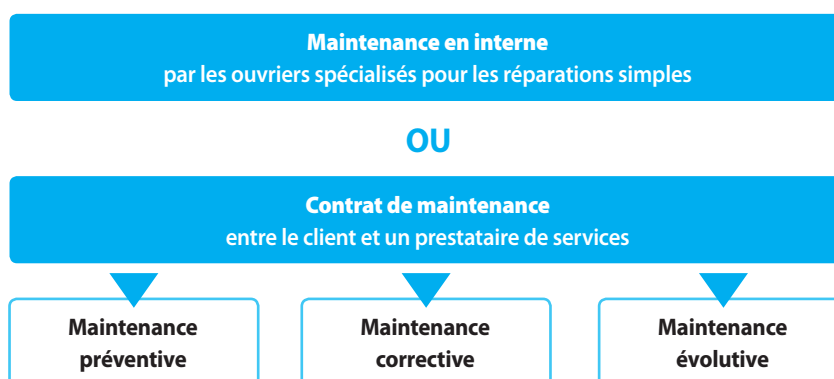 Maintenance en interne
par les ouvriers spécialisés pour les réparations simples
OU
Contrat de maintenance
entre le client et un prestataire de services
Maintenance
préventive
Maintenance
corrective
Maintenance
évolutive